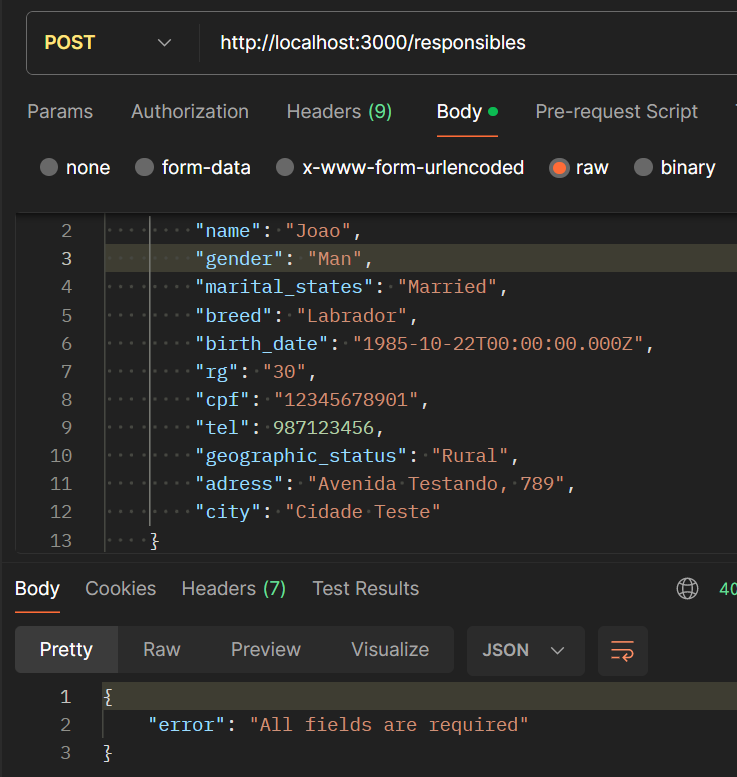 POST http://localhost:3000/responsibles
Params Authorization Headers (9) Body Pre-request Script
none form-data x-www-form-urlencoded raw binary
2 "name": "Joao",
3 "gender": "Man",
4 "marital_states": "Married",
5 "breed": "Labrador",
6 "birth_date": "1985-10-22T00:00:00.000Z",
7 "rg": "30",
8 "cpf": "12345678901",
9 "tel": 987123456,
10 "geographic_status": "Rural",
11 "adress": "Avenida Testando, 789",
12 "city": "Cidade Teste"
13 }
Body Cookies Headers (7) Test Results 40
Pretty Raw Preview Visualize JSON
1 {
2 "error": "All fields are required"
3 }